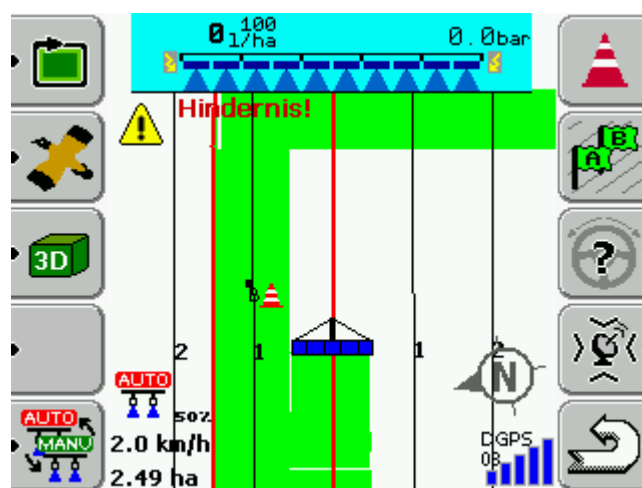 0 100 l/ha 0.0bar
Hindernis!
B
A
3D
?
B
2 1 1 2
AUTO
N
50%
AUTO
MANU
2.0 km/h
DGPS
08
2.49 ha